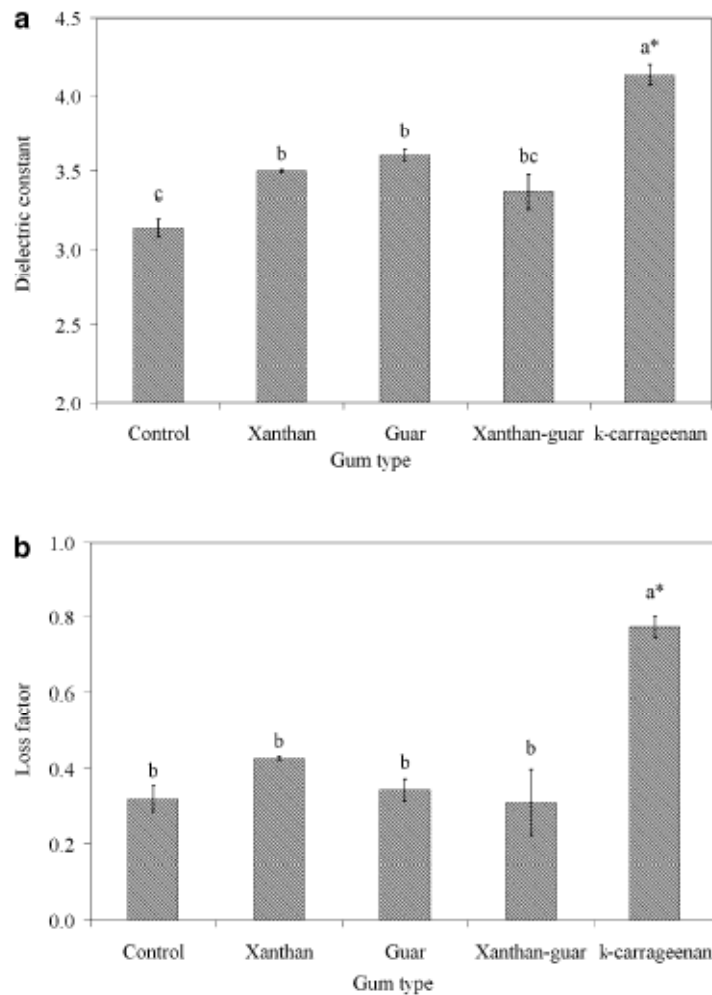 a
4.5
a*
4.0
b
b
bc
3.5
c
3.0
2.5
2.0
Dielectric constant
Control Xanthan Guar Xanthan-guar k-carrageenan
Gum type
b
1.0
a*
0.8
0.6
b
b
b
b
0.4
0.2
0.0
Loss factor
Control Xanthan Guar Xanthan-guar k-carrageenan
Gum type